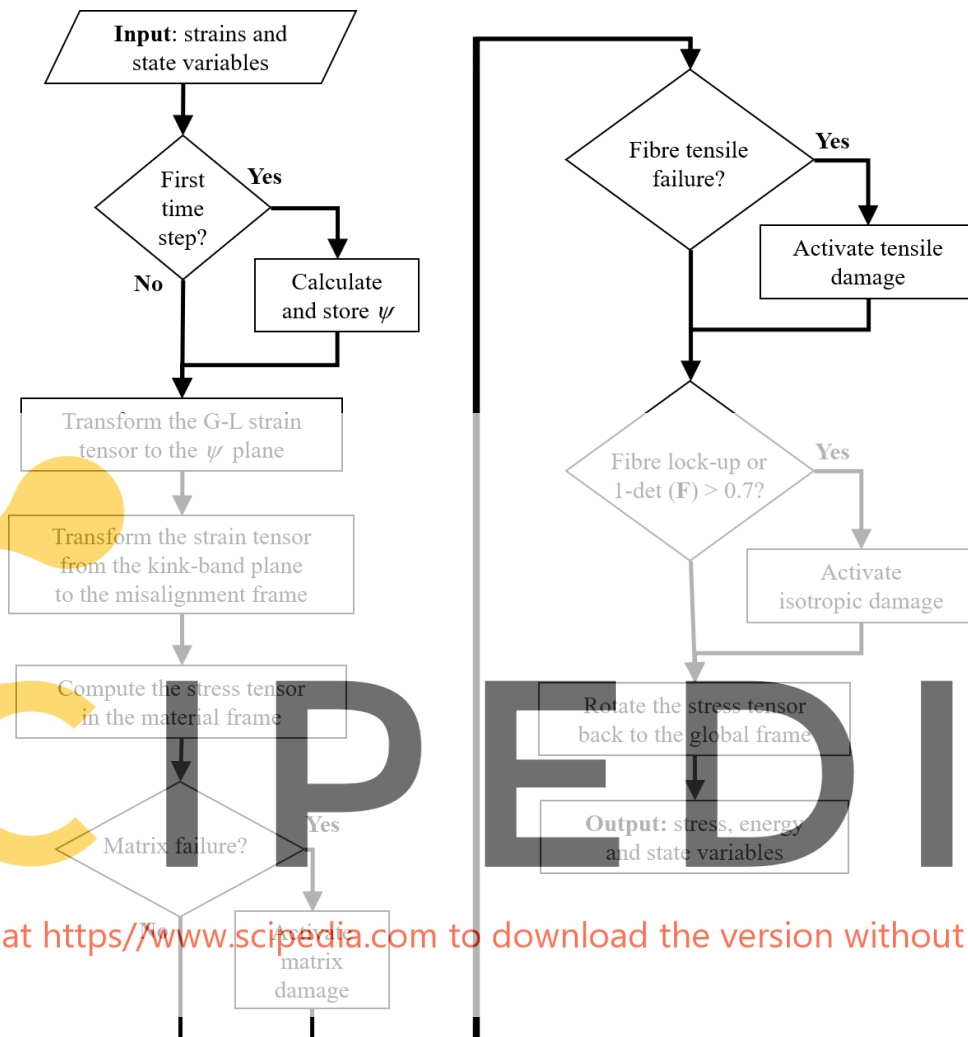 Input: strains and
state variables
First
time
step?
Yes
No
Calculate
and store ψ
Transform the G-L strain
tensor to the ψ plane
Transform the strain tensor
from the kink-band plane
to the misalignment frame
Compute the stress tensor
in the material frame
Matrix failure?
Yes
No
Activate
matrix
damage
Fibre tensile
failure?
Yes
Activate tensile
damage
Fibre lock-up or
1-det (F) > 0.7?
Yes
Activate
isotropic damage
Rotate the stress tensor
back to the global frame
Output: stress, energy
and state variables
CIPEDI
at https//www.scipedia.com to download the version without